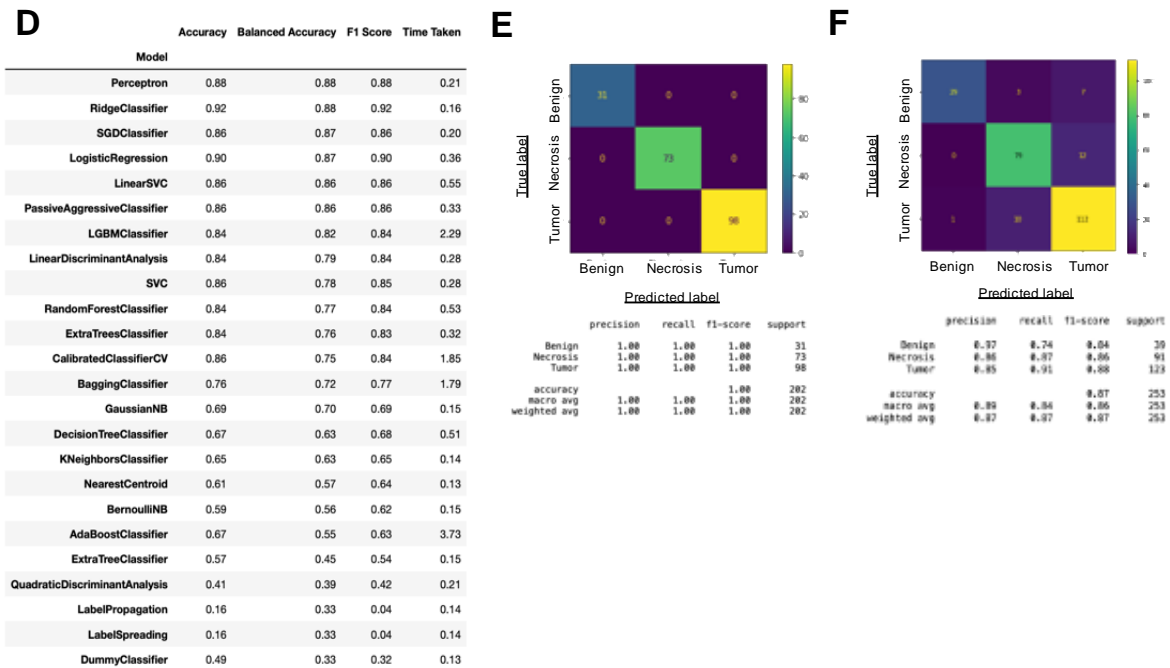 D
Accuracy Balanced Accuracy F1 Score Time Taken
Model
Perceptron 0.88 0.88 0.88 0.21
RidgeClassifier 0.92 0.88 0.92 0.16
SGDClassifier 0.86 0.87 0.86 0.20
LogisticRegression 0.90 0.87 0.90 0.36
LinearSVC 0.86 0.86 0.86 0.55
PassiveAggressiveClassifier 0.86 0.86 0.86 0.33
LGBMClassifier 0.84 0.82 0.84 2.29
LinearDiscriminantAnalysis 0.84 0.79 0.84 0.28
SVC 0.86 0.78 0.85 0.28
RandomForestClassifier 0.84 0.77 0.84 0.53
ExtraTreesClassifier 0.84 0.76 0.83 0.32
CalibratedClassifierCV 0.86 0.75 0.84 1.85
BaggingClassifier 0.76 0.72 0.77 1.79
GaussianNB 0.69 0.70 0.69 0.15
DecisionTreeClassifier 0.67 0.63 0.68 0.51
KNeighborsClassifier 0.65 0.63 0.65 0.14
NearestCentroid 0.61 0.57 0.64 0.13
BernoulliNB 0.59 0.56 0.62 0.15
AdaBoostClassifier 0.67 0.55 0.63 3.73
ExtraTreeClassifier 0.57 0.45 0.54 0.15
QuadraticDiscriminantAnalysis 0.41 0.39 0.42 0.21
LabelPropagation 0.16 0.33 0.04 0.14
LabelSpreading 0.16 0.33 0.04 0.14
DummyClassifier 0.49 0.33 0.32 0.13
E
True label
Benign 31 0 0
Necrosis 0 73 0
Tumor 0 0 98
80
60
40
20
0
Benign Necrosis Tumor
Predicted label
precision recall f1-score support
Benign 1.00 1.00 1.00 31
Necrosis 1.00 1.00 1.00 73
Tumor 1.00 1.00 1.00 98
accuracy 1.00 202
macro avg 1.00 1.00 1.00 202
weighted avg 1.00 1.00 1.00 202
F
True label
Benign 29 3 7
Necrosis 0 79 12
Tumor 1 10 112
Benign Necrosis Tumor
Predicted label
precision recall f1-score support
Benign 0.97 0.74 0.84 39
Necrosis 0.86 0.87 0.86 91
Tumor 0.85 0.91 0.88 123
accuracy 0.87 253
macro avg 0.89 0.84 0.86 253
weighted avg 0.87 0.87 0.87 253